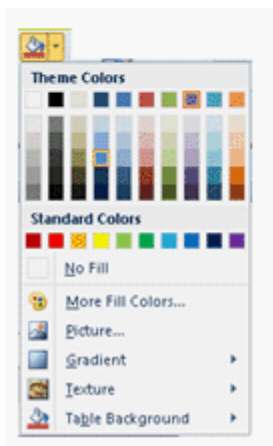 Theme Colors
Standard Colors
No Fill
More Fill Colors...
Picture...
Gradient
Texture
Table Background